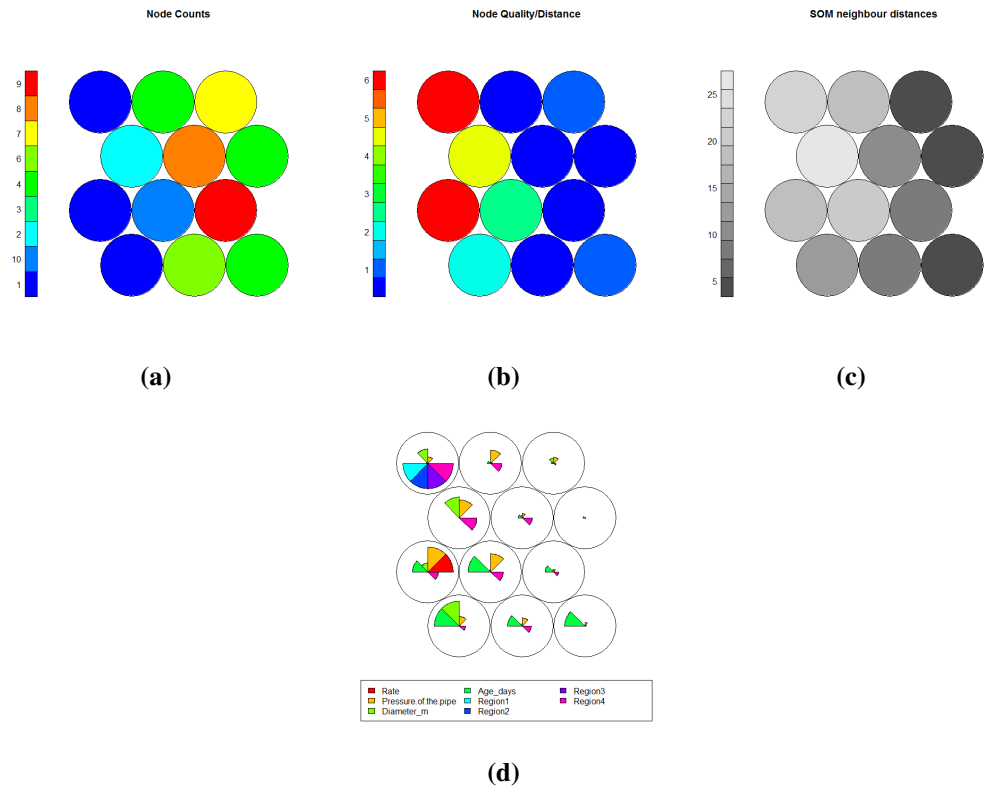 Node Counts
9
8
7
6
4
3
2
10
1
(a)
Node Quality/Distance
6
5
4
3
2
1
(b)
SOM neighbour distances
25
20
15
10
5
(c)
Rate
Pressure.of.the.pipe
Diameter_m
Age_days
Region1
Region2
Region3
Region4
(d)